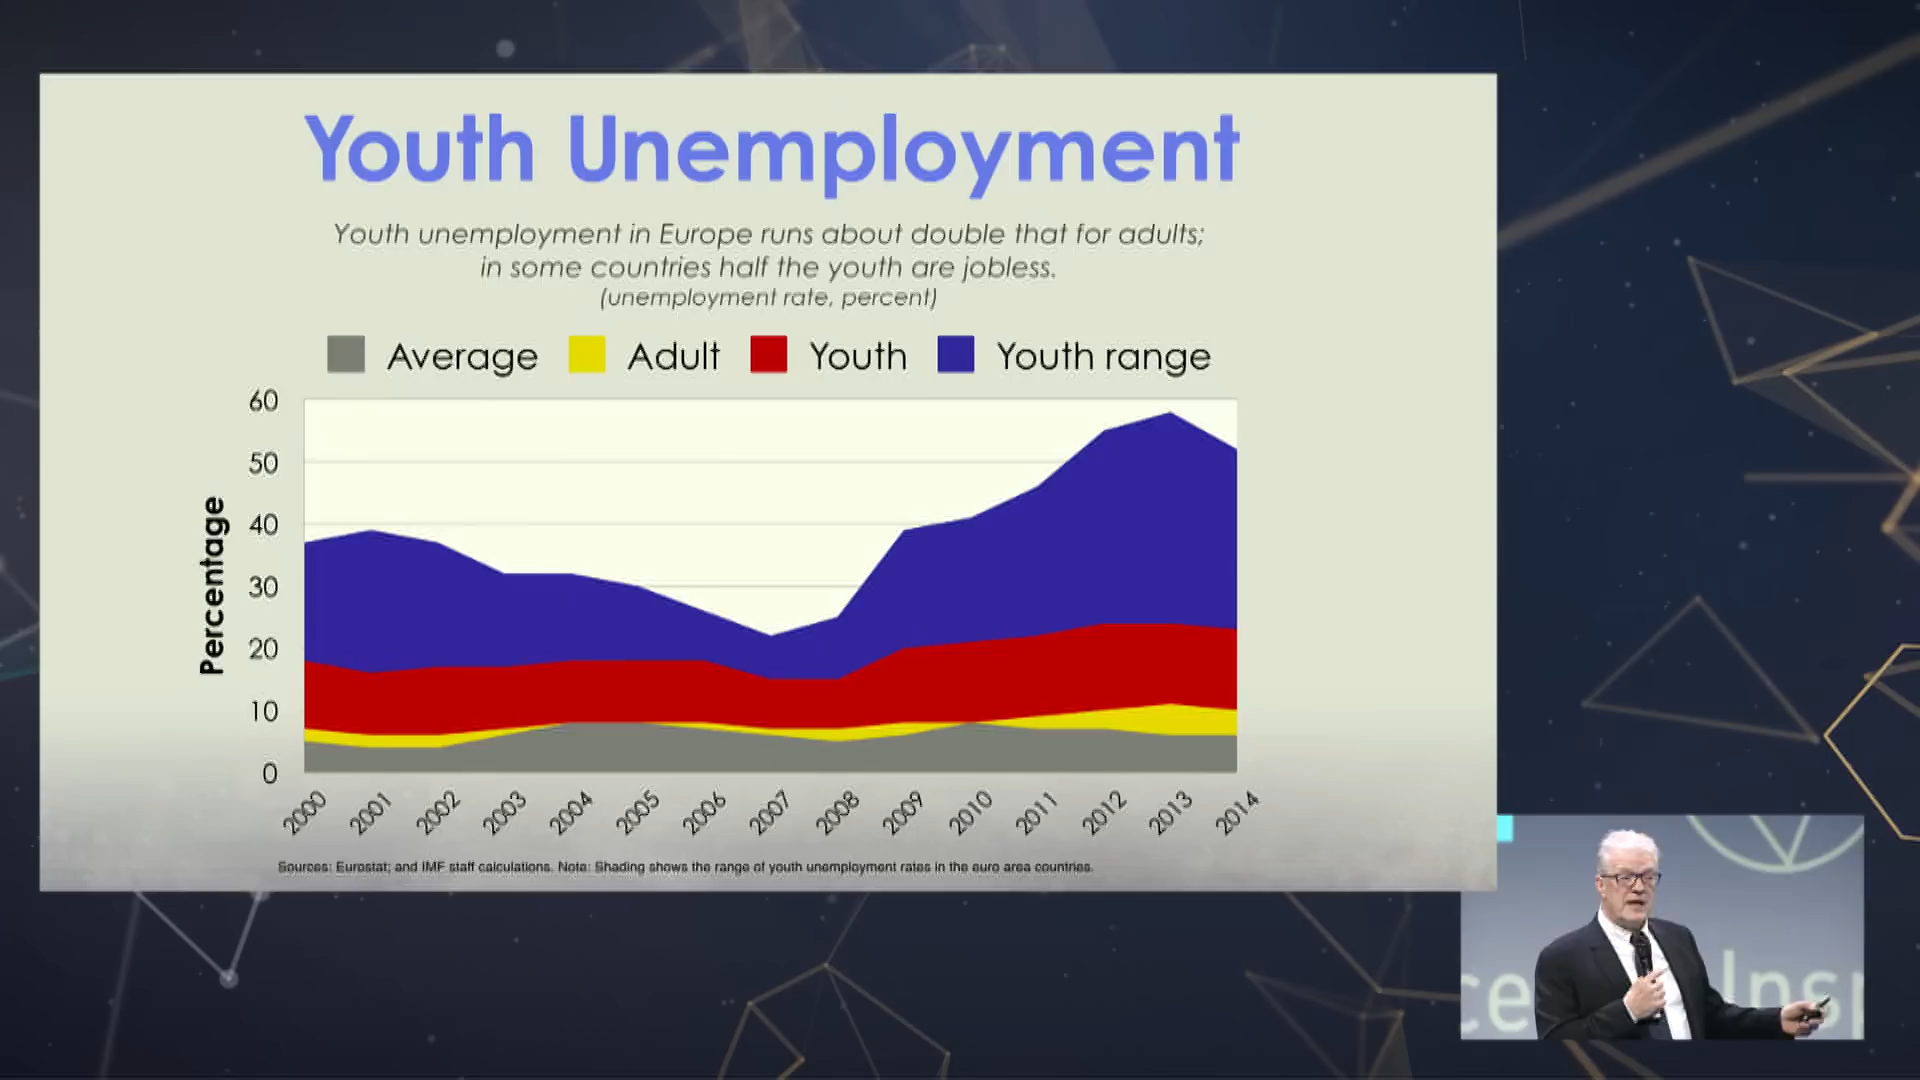 Youth Unemployment
Youth unemployment in Europe runs about double that for adults;
in some countries half the youth are jobless.
(unemployment rate, percent)
Average Adult Youth Youth range
60
50
40
30
20
10
0
Percentage
2000 2001 2002 2003 2004 2005 2006 2007 2008 2009 2010 2011 2012 2013 2014
Sources: Eurostat; and IMF staff calculations. Note: Shading shows the range of youth unemployment rates in the euro area countries.
ce Insp